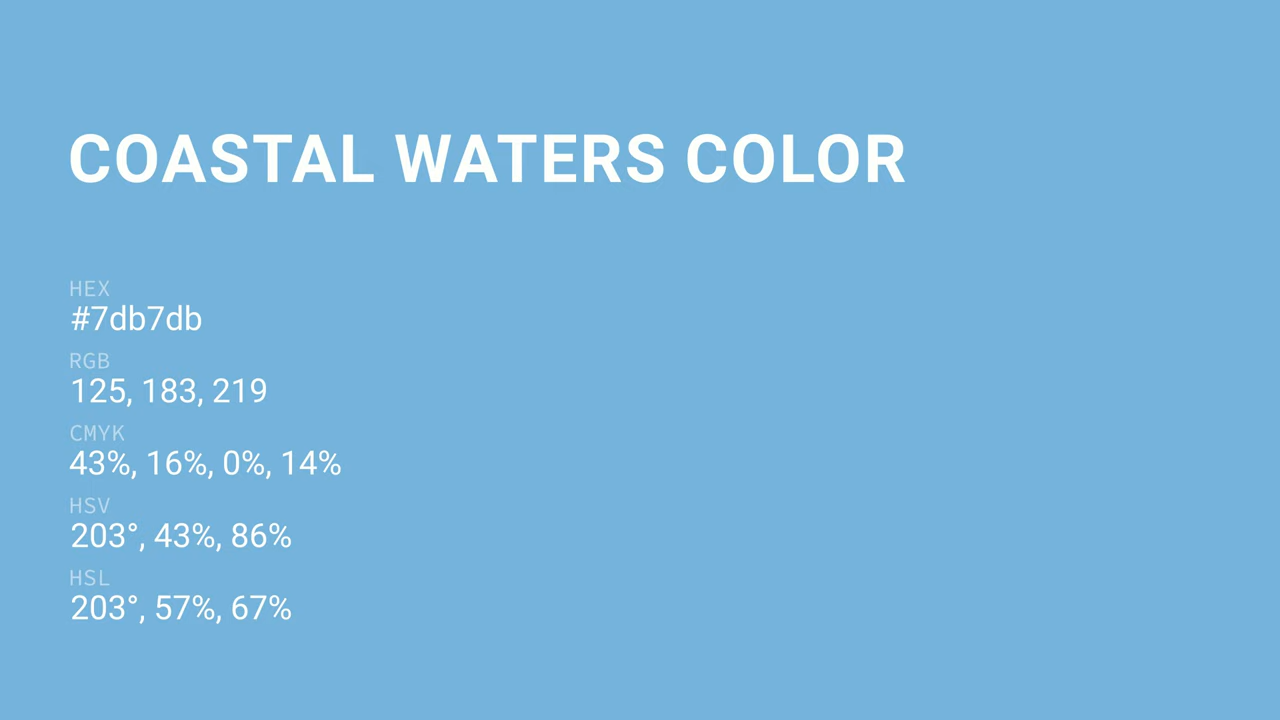 COASTAL WATERS COLOR
HEX
#7db7db
RGB
125, 183, 219
CMYK
43%, 16%, 0%, 14%
HSV
203°, 43%, 86%
HSL
203°, 57%, 67%